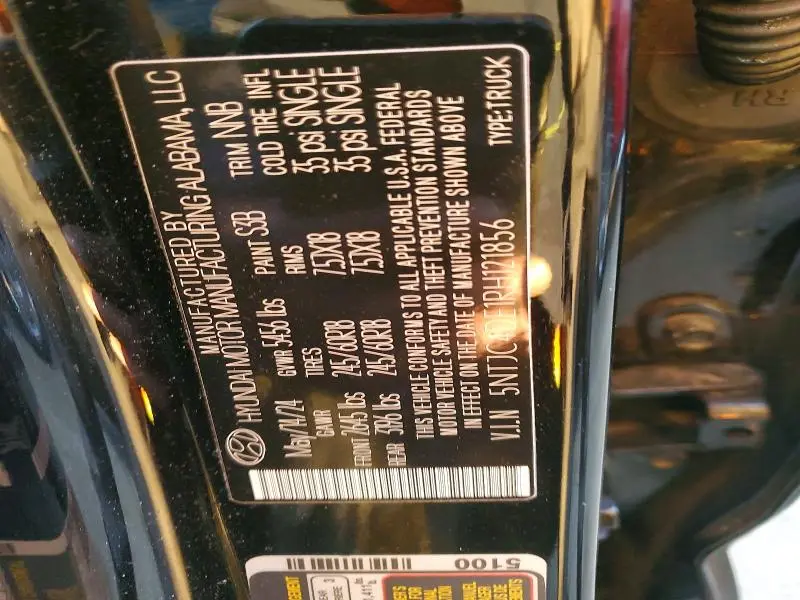 MANUFACTURED BY
HYUNDAI MOTOR MANUFACTURING ALABAMA, LLC
May/14/24 GVWR 5456 lbs PAINT S3B TRIM NNB
GAWR TIRES RIMS COLD TIRE INFL
FRONT 2645 lbs 245/60R18 7.5JX18 35 psi SINGLE
REAR 3196 lbs 245/60R18 7.5JX18 35 psi SINGLE
THIS VEHICLE CONFORMS TO ALL APPLICABLE U.S.A. FEDERAL
MOTOR VEHICLE SAFETY AND THEFT PREVENTION STANDARDS
IN EFFECT ON THE DATE OF MANUFACTURE SHOWN ABOVE
V.I.N TYPE:TRUCK
5100
RH